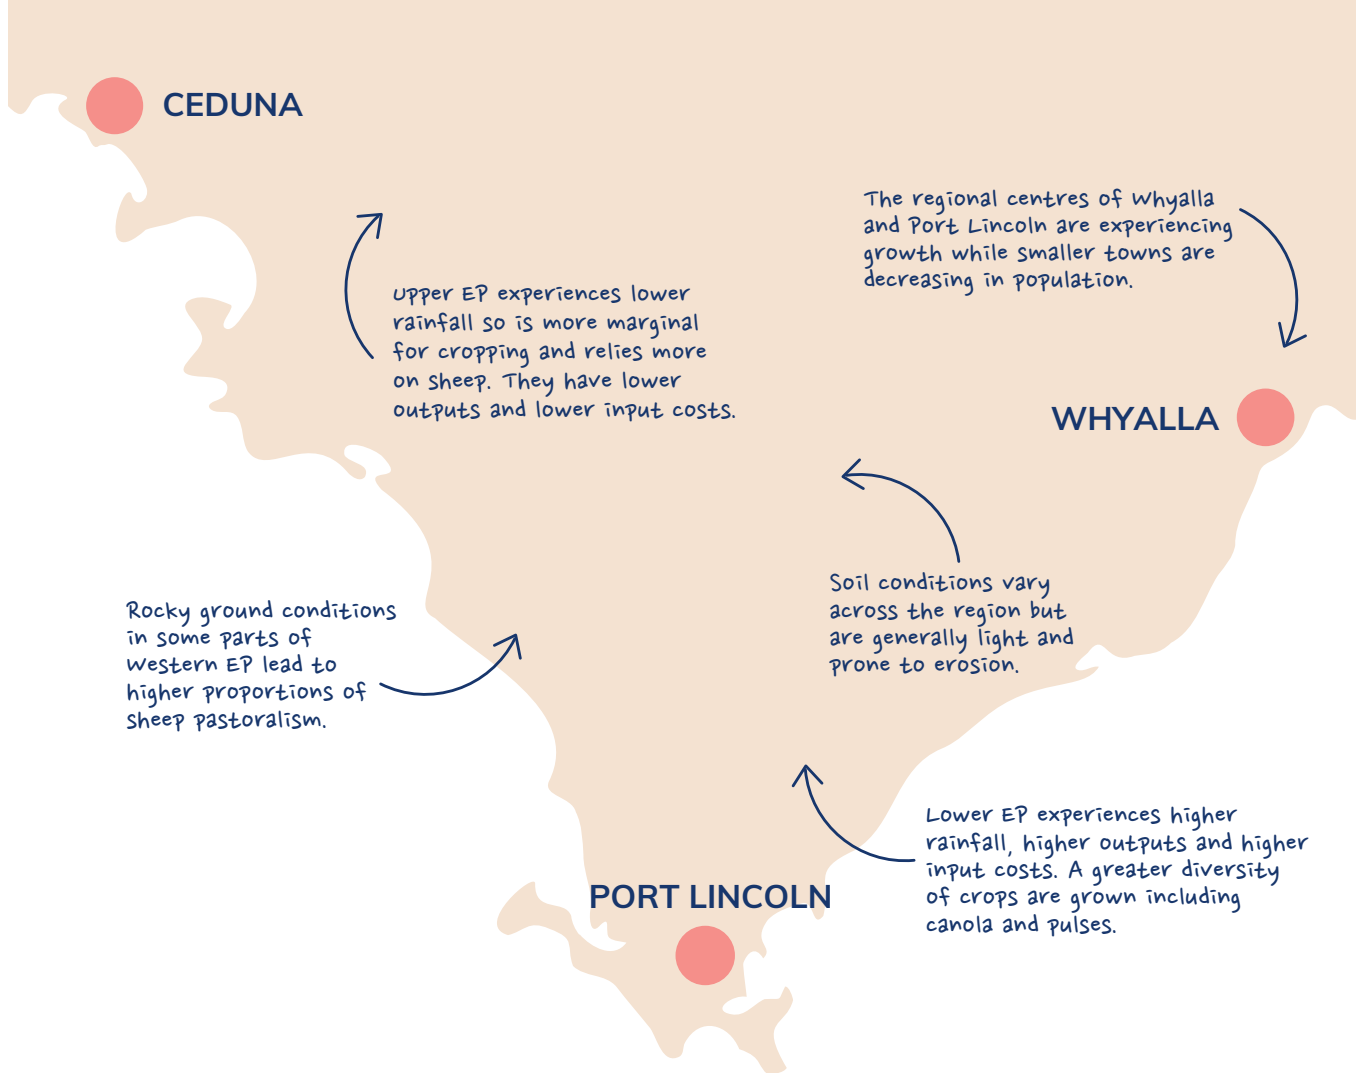 CEDUNA
The regional centres of Whyalla
and Port Lincoln are experiencing
growth while smaller towns are
decreasing in population.
Upper EP experiences lower
rainfall so is more marginal
for cropping and relies more
on sheep. They have lower
outputs and lower input costs.
WHYALLA
Soil conditions vary
across the region but
are generally light and
prone to erosion.
Rocky ground conditions
in some parts of
Western EP lead to
higher proportions of
sheep pastoralism.
Lower EP experiences higher
rainfall, higher outputs and higher
input costs. A greater diversity
of crops are grown including
canola and pulses.
PORT LINCOLN